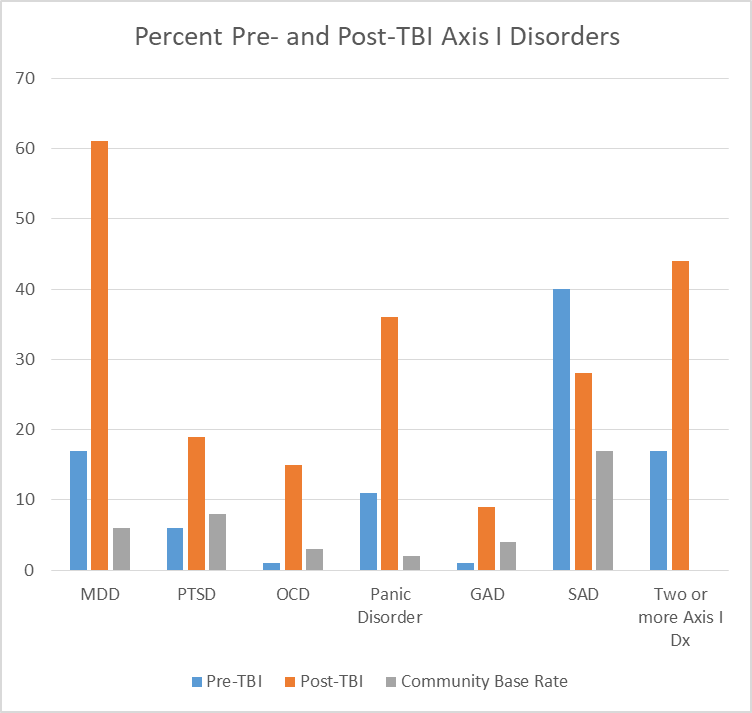 Percent Pre- and Post-TBI Axis I Disorders
70
60
50
40
30
20
10
0
MDD
PTSD
OCD
Panic
Disorder
GAD
SAD
Two or
more Axis I
Dx
Pre-TBI
Post-TBI
Community Base Rate